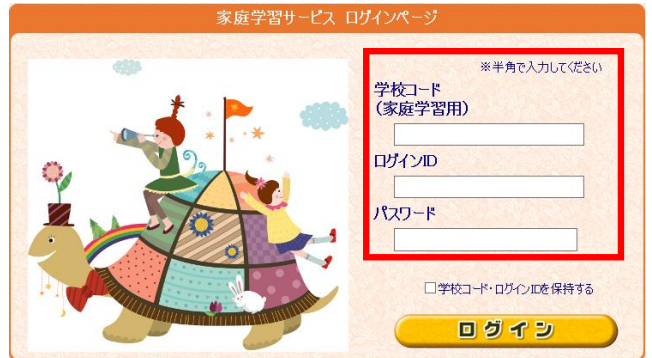 家庭学習サービス ログインページ
※半角で入力してください
学校コード
(家庭学習用)
ログインID
パスワード
学校コード・ログインIDを保持する
ログイン